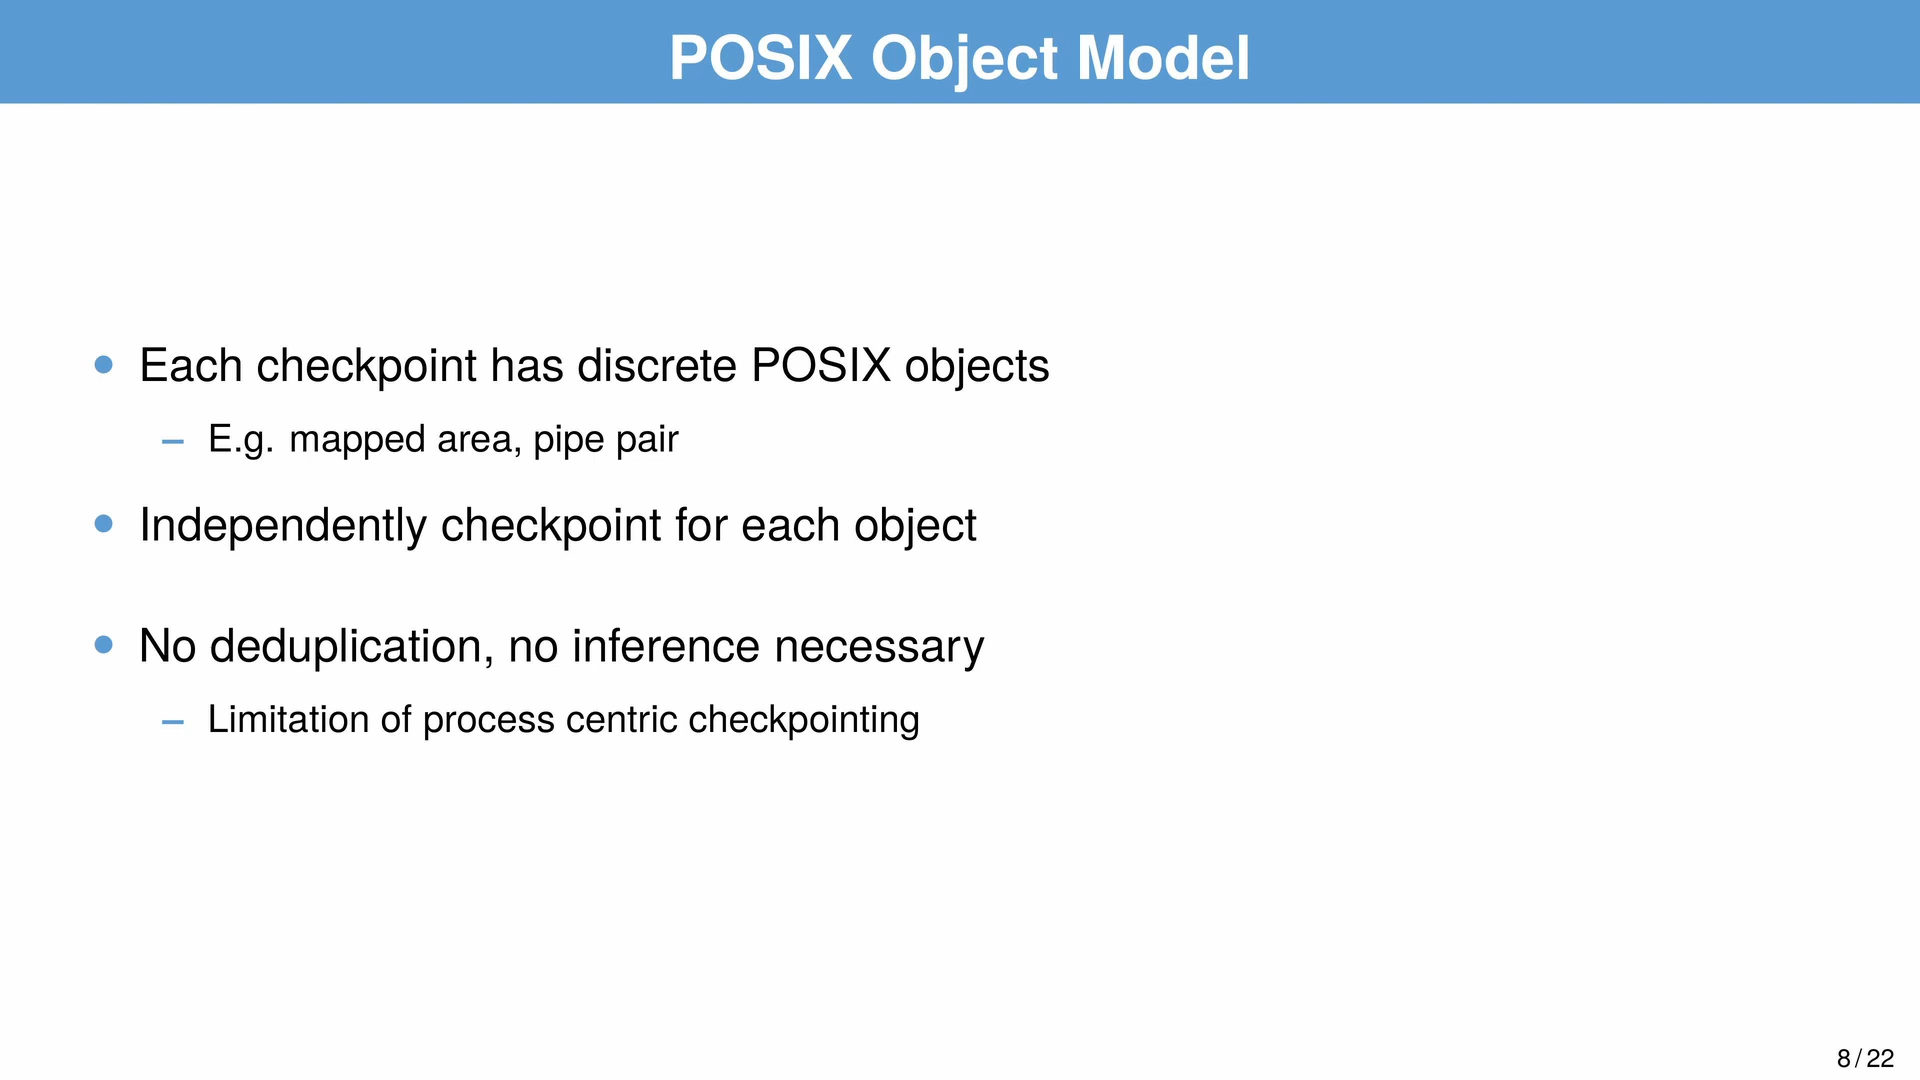 POSIX Object Model
• Each checkpoint has discrete POSIX objects
– E.g. mapped area, pipe pair
• Independently checkpoint for each object
• No deduplication, no inference necessary
– Limitation of process centric checkpointing
8 / 22